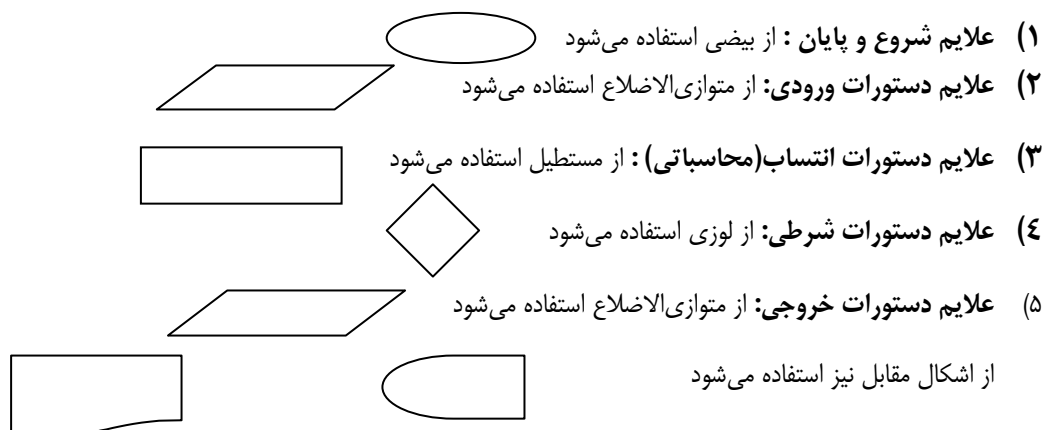 ۱) علایم شروع و پایان : از بیضی استفاده می‌شود
۲) علایم دستورات ورودی: از متوازی‌الاضلاع استفاده می‌شود
۳) علایم دستورات انتساب(محاسباتی) : از مستطیل استفاده می‌شود
٤) علایم دستورات شرطی: از لوزی استفاده می‌شود
۵) علایم دستورات خروجی: از متوازی‌الاضلاع استفاده می‌شود
از اشکال مقابل نیز استفاده می‌شود